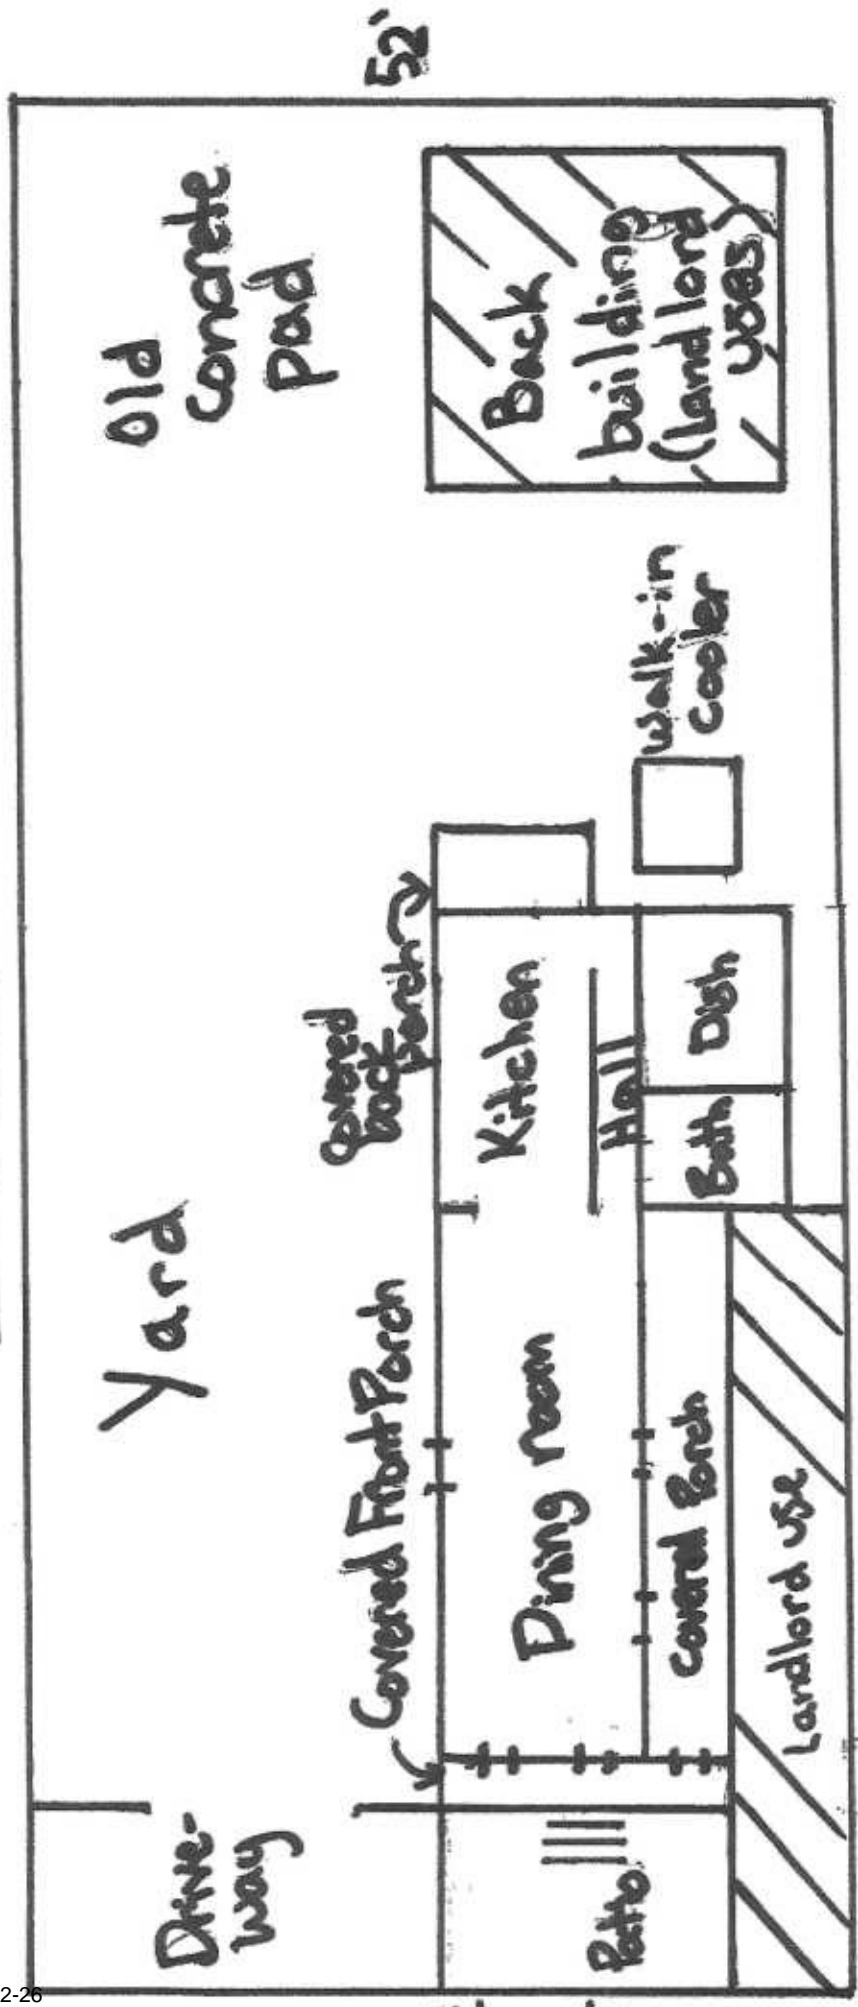 52'
Old
concrete
pad
Back
building
(landlord
uses)
Walk-in
cooler
Yard
Covered
back
porch
Kitchen
Hall
Dish
Bath
Covered Front Porch
Dining room
Covered Porch
Landlord use
Drive-
way
Patio
2-26